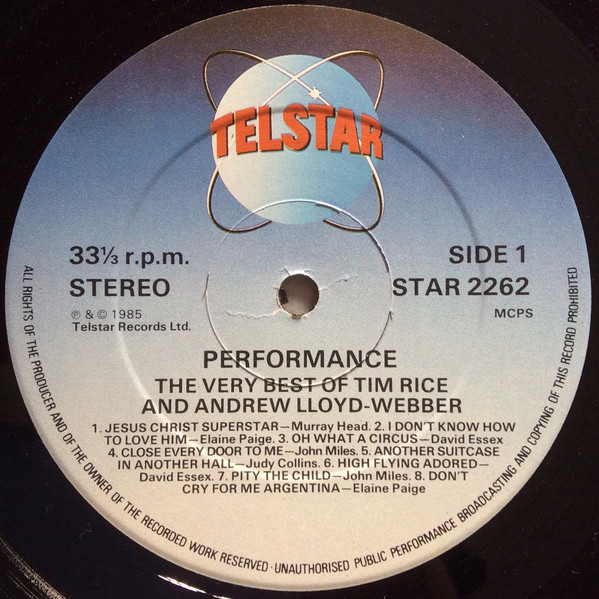 TELSTAR
33⅓ r.p.m.
STEREO
SIDE 1
STAR 2262
℗ & © 1985
Telstar Records Ltd.
MCPS
PERFORMANCE
THE VERY BEST OF TIM RICE
AND ANDREW LLOYD-WEBBER
1. JESUS CHRIST SUPERSTAR—Murray Head. 2. I DON'T KNOW HOW
TO LOVE HIM—Elaine Paige. 3. OH WHAT A CIRCUS—David Essex
4. CLOSE EVERY DOOR TO ME—John Miles. 5. ANOTHER SUITCASE
IN ANOTHER HALL—Judy Collins. 6. HIGH FLYING ADORED—
David Essex. 7. PITY THE CHILD—John Miles. 8. DON'T
CRY FOR ME ARGENTINA—Elaine Paige
ALL RIGHTS OF THE PRODUCER AND OF THE OWNER OF THE RECORDED WORK RESERVED · UNAUTHORISED PUBLIC PERFORMANCE BROADCASTING AND COPYING OF THIS RECORD PROHIBITED